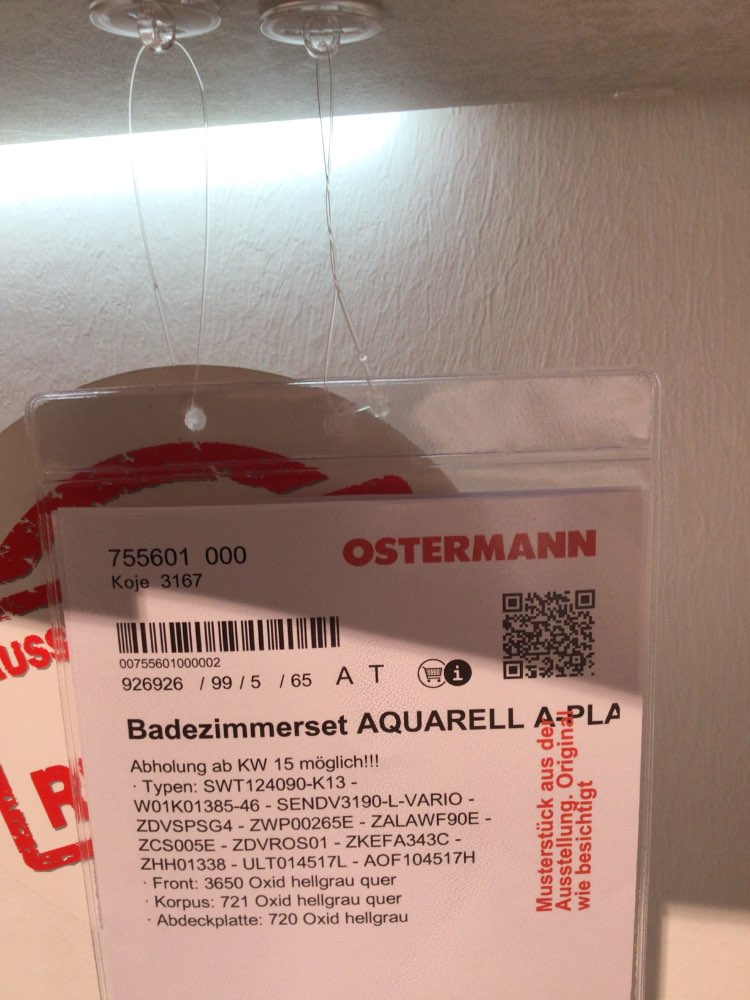 755601 000
OSTERMANN
Koje 3167
00755601000002
926926 / 99 / 5 / 65 A T
Badezimmerset AQUARELL A-PLA
Abholung ab KW 15 möglich!!!
· Typen: SWT124090-K13 -
W01K01385-46 - SENDV3190-L-VARIO -
ZDVSPSG4 - ZWP00265E - ZALAWF90E -
ZCS005E - ZDVROS01 - ZKEFA343C -
ZHH01338 - ULT014517L - AOF104517H
· Front: 3650 Oxid hellgrau quer
· Korpus: 721 Oxid hellgrau quer
· Abdeckplatte: 720 Oxid hellgrau
Musterstück aus der
Ausstellung. Original
wie besichtigt